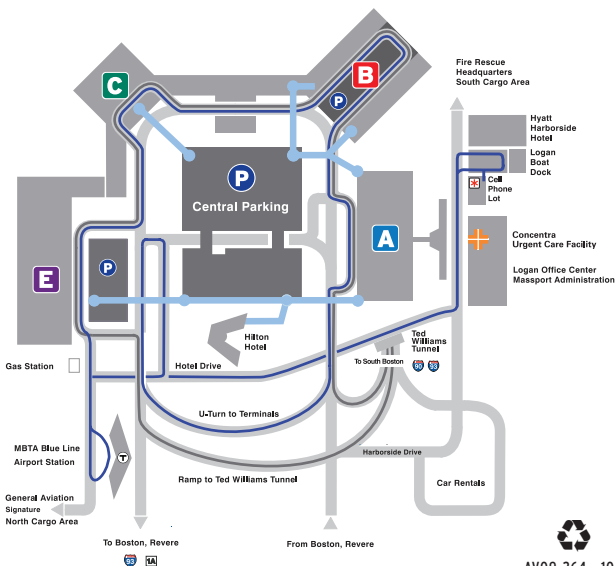 C
B
P
Fire Rescue
Headquarters
South Cargo Area
Hyatt
Harborside
Hotel
Logan
Boat
Dock
Cell
Phone
Lot
P
Central Parking
A
Concentra
Urgent Care Facility
Logan Office Center
Massport Administration
E
P
Hilton
Hotel
Ted
Williams
Tunnel
To South Boston
90
93
Gas Station
Hotel Drive
U-Turn to Terminals
MBTA Blue Line
Airport Station
T
Harborside Drive
Ramp to Ted Williams Tunnel
Car Rentals
General Aviation
Signature
North Cargo Area
To Boston, Revere
93
1A
From Boston, Revere